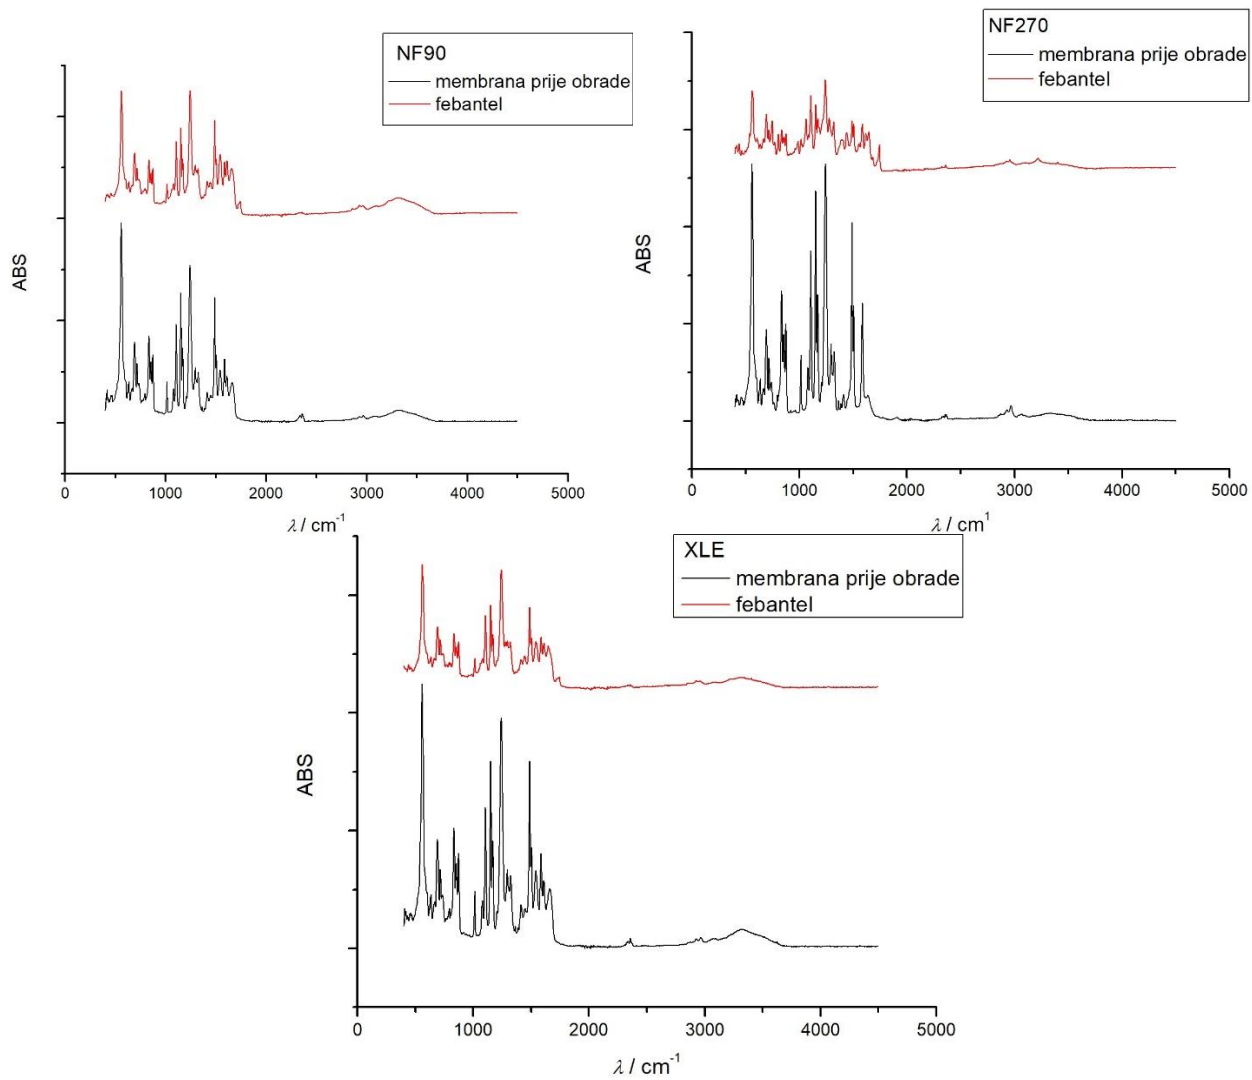 NF90
membrana prije obrade
febantel
ABS
0 1000 2000 3000 4000 5000
λ / cm⁻¹
NF270
membrana prije obrade
febantel
ABS
0 1000 2000 3000 4000 5000
λ / cm¹
XLE
membrana prije obrade
febantel
ABS
0 1000 2000 3000 4000 5000
λ / cm⁻¹